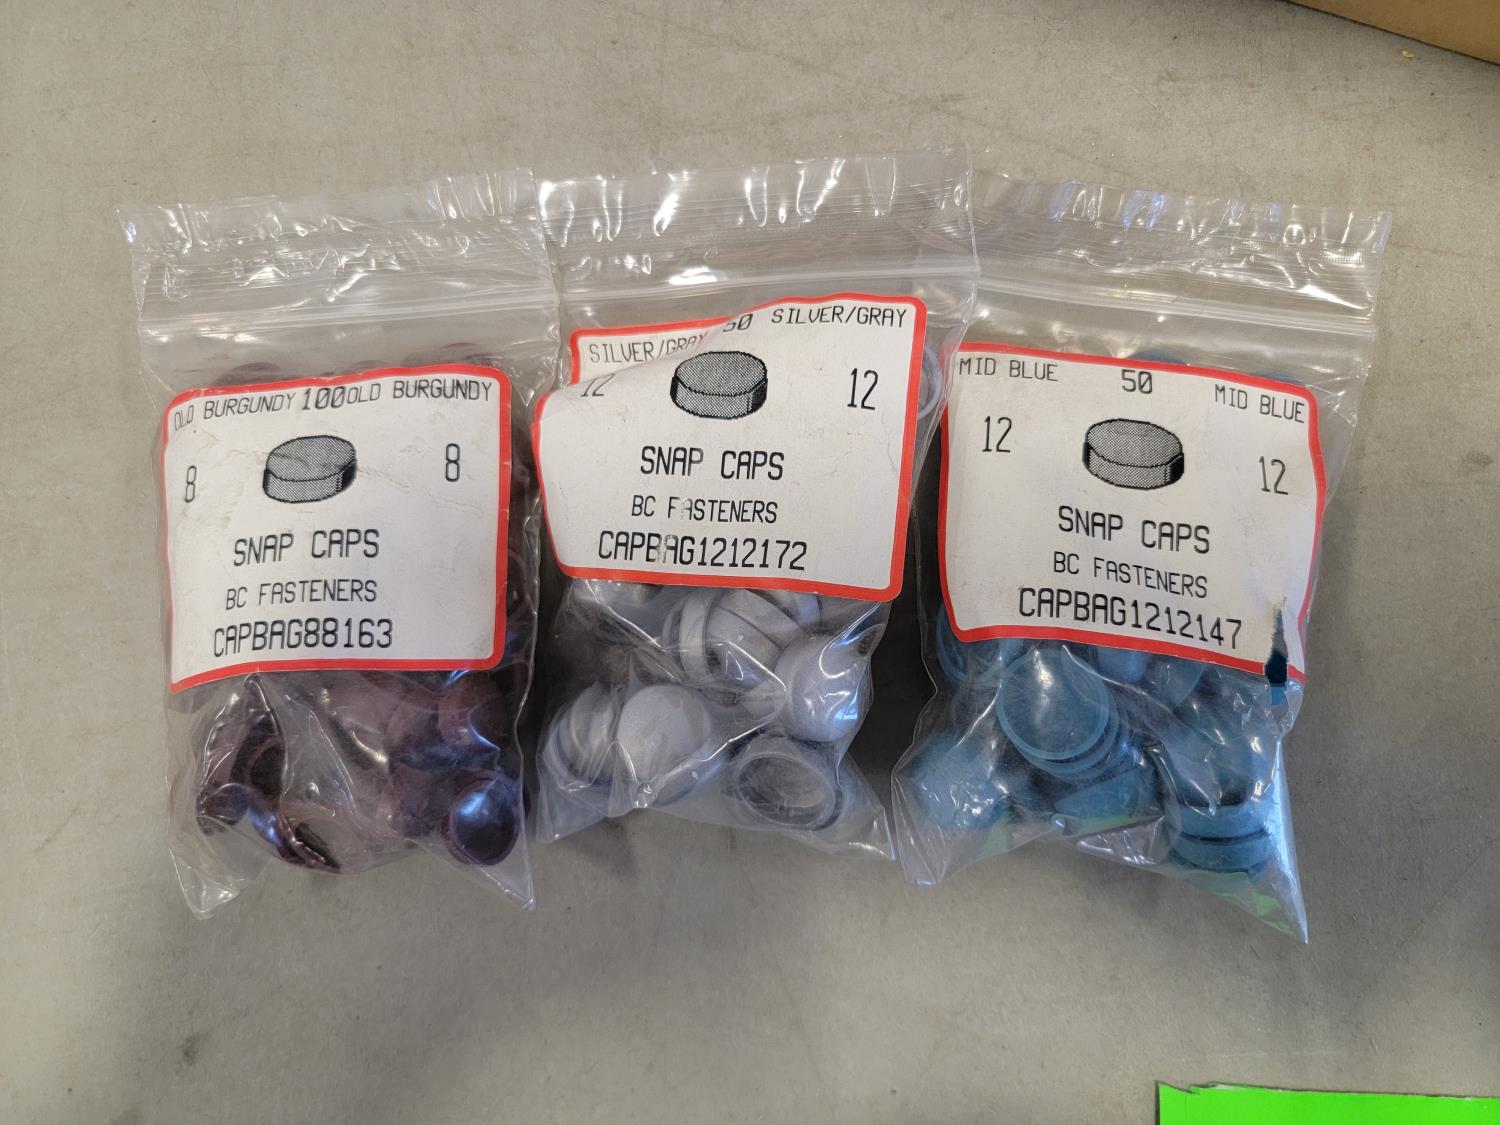 OLD BURGUNDY 100 OLD BURGUNDY
8 8
SNAP CAPS
BC FASTENERS
CAPBAG88163
SILVER/GRAY 50 SILVER/GRAY
12 12
SNAP CAPS
BC FASTENERS
CAPBAG1212172
MID BLUE 50 MID BLUE
12 12
SNAP CAPS
BC FASTENERS
CAPBAG1212147